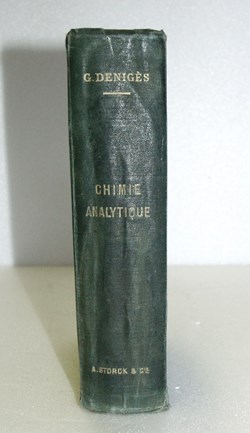 G. DENIGÈS
CHIMIE
ANALYTIQUE
A. STORCK & Cie